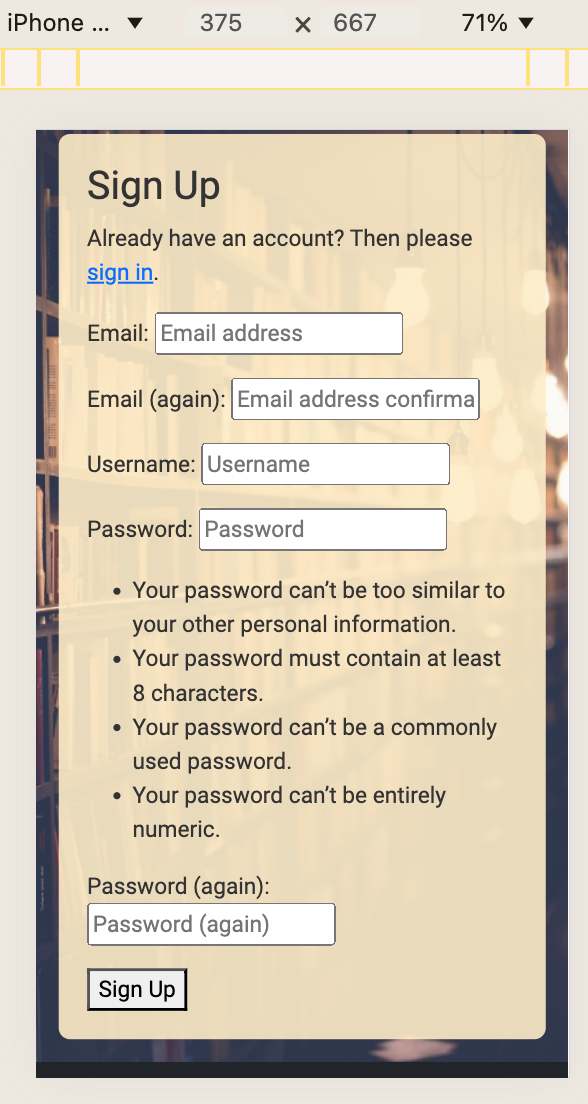 iPhone ... ▼ 375 × 667 71% ▼
Sign Up
Already have an account? Then please
sign in.
Email: Email address
Email (again): Email address confirma
Username: Username
Password: Password
• Your password can’t be too similar to
your other personal information.
• Your password must contain at least
8 characters.
• Your password can’t be a commonly
used password.
• Your password can’t be entirely
numeric.
Password (again):
Password (again)
Sign Up